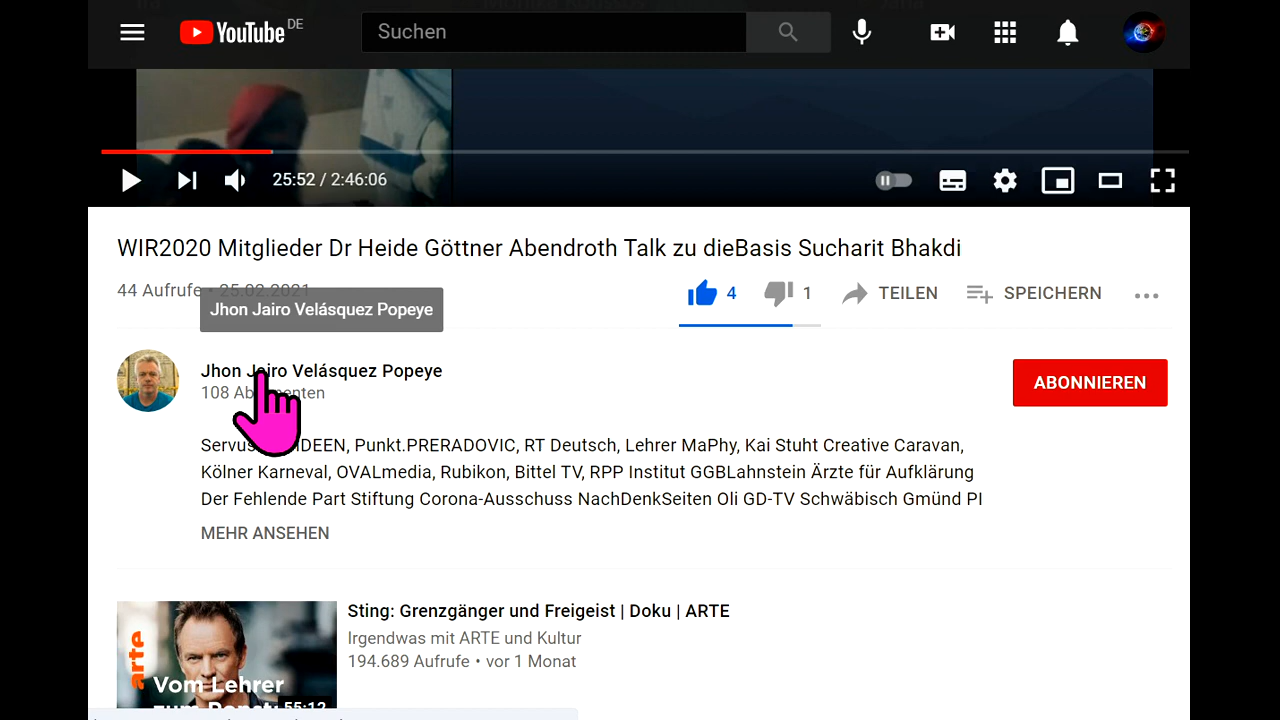 YouTube DE
Suchen
25:52 / 2:46:06
WIR2020 Mitglieder Dr Heide Göttner Abendroth Talk zu dieBasis Sucharit Bhakdi
44 Aufrufe • 25.02.2021
4
1
TEILEN
SPEICHERN
Jhon Jairo Velásquez Popeye
Jhon Jairo Velásquez Popeye
108 Abonnenten
ABONNIEREN
Servus IDEEN, Punkt.PRERADOVIC, RT Deutsch, Lehrer MaPhy, Kai Stuht Creative Caravan,
Kölner Karneval, OVALmedia, Rubikon, Bittel TV, RPP Institut GGBLahnstein Ärzte für Aufklärung
Der Fehlende Part Stiftung Corona-Ausschuss NachDenkSeiten Oli GD-TV Schwäbisch Gmünd PI
MEHR ANSEHEN
Sting: Grenzgänger und Freigeist | Doku | ARTE
Irgendwas mit ARTE und Kultur
194.689 Aufrufe • vor 1 Monat
arte
Vom Lehrer
zum
55:12